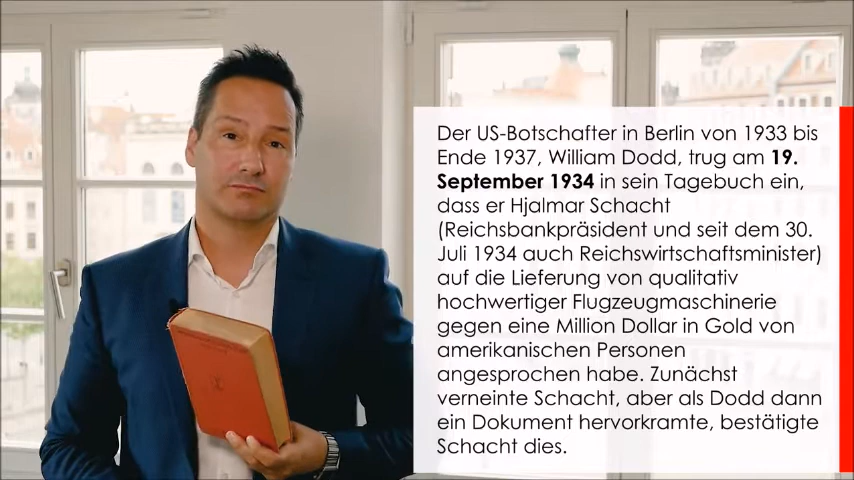 Der US-Botschafter in Berlin von 1933 bis
Ende 1937, William Dodd, trug am 19.
September 1934 in sein Tagebuch ein,
dass er Hjalmar Schacht
(Reichsbankpräsident und seit dem 30.
Juli 1934 auch Reichswirtschaftsminister)
auf die Lieferung von qualitativ
hochwertiger Flugzeugmaschinerie
gegen eine Million Dollar in Gold von
amerikanischen Personen
angesprochen habe. Zunächst
verneinte Schacht, aber als Dodd dann
ein Dokument hervorkramte, bestätigte
Schacht dies.